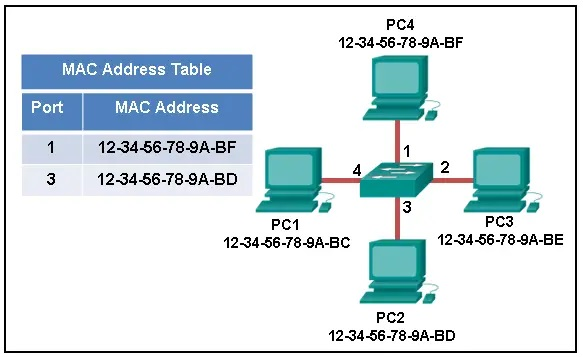 PC4
12-34-56-78-9A-BF
MAC Address Table
Port MAC Address
1 12-34-56-78-9A-BF
3 12-34-56-78-9A-BD
1
4
2
3
PC1
12-34-56-78-9A-BC
PC3
12-34-56-78-9A-BE
PC2
12-34-56-78-9A-BD